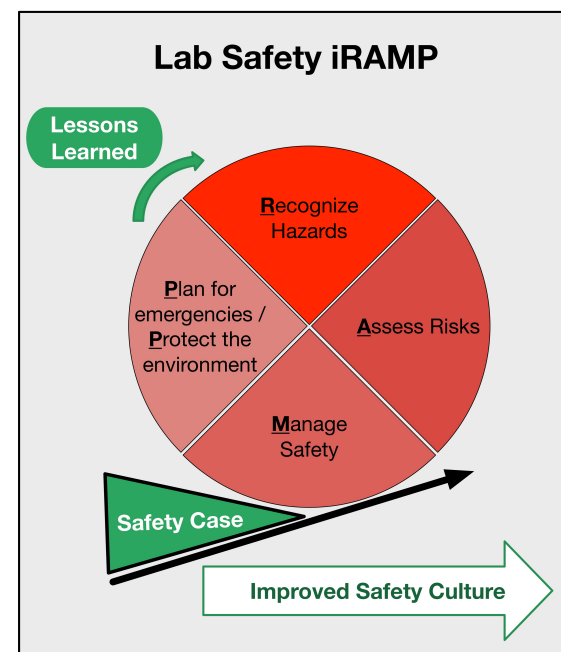 Lab Safety iRAMP
Lessons
Learned
Recognize
Hazards
Plan for
emergencies /
Protect the
environment
Assess Risks
Manage
Safety
Safety Case
Improved Safety Culture